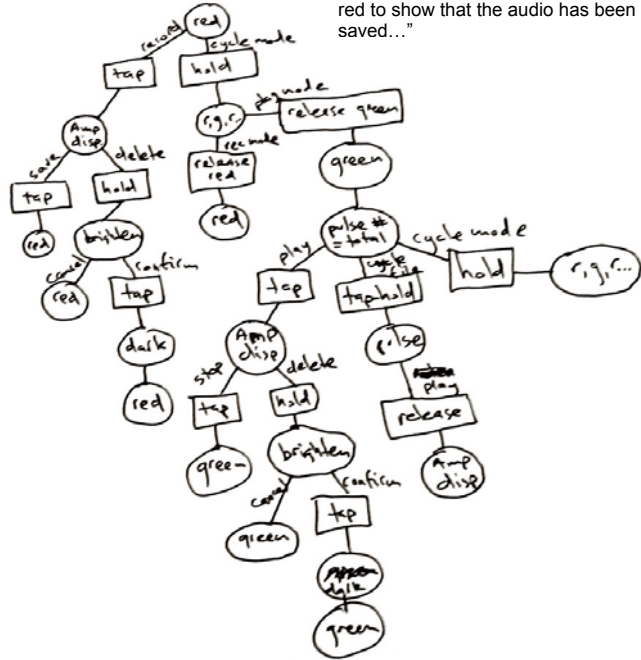 red to show that the audio has been
saved…”
red
record
cycle mode
tap
hold
Amp
disp.
r,g,r..
play mode
release green
save
delete
rec mode
tap
hold
release
red
green
red
brighten
red
pulse #
= total
cancel
confirm
play
cycle
file
cycle mode
red
tap
tap
tap-hold
hold
r,g,r...
dark
Amp
disp
pulse
red
stop
delete
play
tap
hold
release
green
brighten
Amp
disp
cancel
confirm
green
tap
dark
green